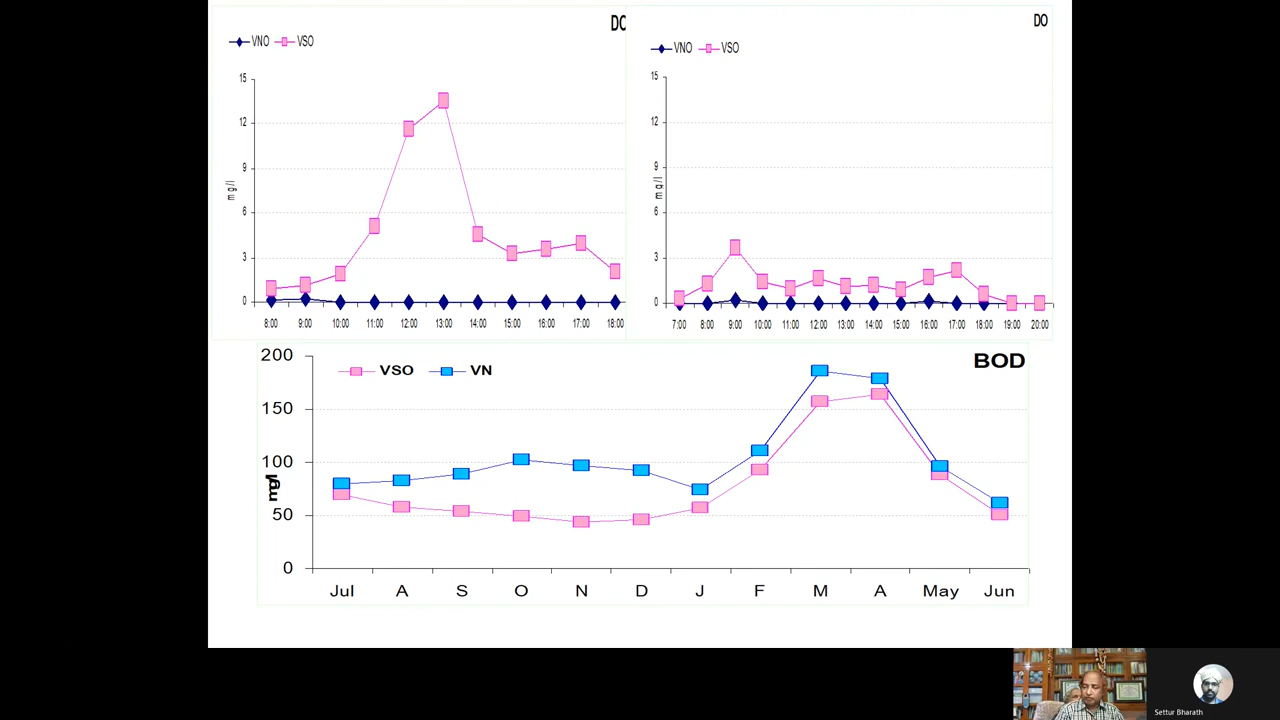 DO
VNO VSO
15
12
9
6
3
0
mg/l
8:00 9:00 10:00 11:00 12:00 13:00 14:00 15:00 16:00 17:00 18:00
DO
VNO VSO
15
12
9
6
3
0
mg/l
7:00 8:00 9:00 10:00 11:00 12:00 13:00 14:00 15:00 16:00 17:00 18:00 19:00 20:00
BOD
VSO VN
200
150
100
50
0
mg/l
Jul A S O N D J F M A May Jun
Settur Bharath